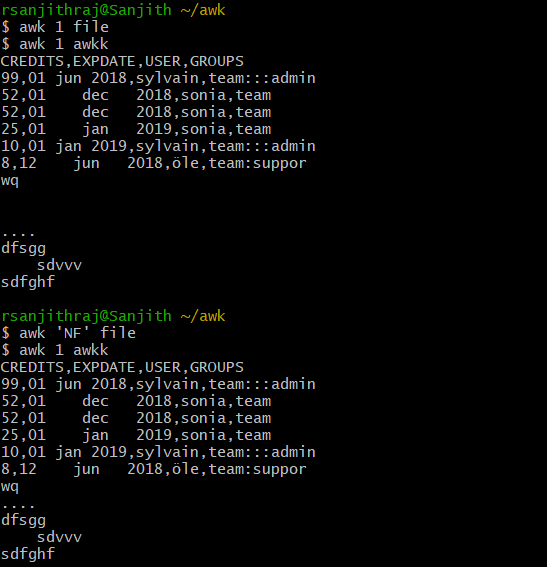 rsanjithraj@Sanjith ~/awk
$ awk 1 file
$ awk 1 awkk
CREDITS,EXPDATE,USER,GROUPS
99,01 jun 2018,sylvain,team:::admin
52,01    dec   2018,sonia,team
52,01    dec   2018,sonia,team
25,01    jan   2019,sonia,team
10,01 jan 2019,sylvain,team:::admin
8,12    jun   2018,öle,team:suppor
wq
....
dfsgg
    sdvvv
sdfghf
rsanjithraj@Sanjith ~/awk
$ awk 'NF' file
$ awk 1 awkk
CREDITS,EXPDATE,USER,GROUPS
99,01 jun 2018,sylvain,team:::admin
52,01    dec   2018,sonia,team
52,01    dec   2018,sonia,team
25,01    jan   2019,sonia,team
10,01 jan 2019,sylvain,team:::admin
8,12    jun   2018,öle,team:suppor
wq
....
dfsgg
    sdvvv
sdfghf